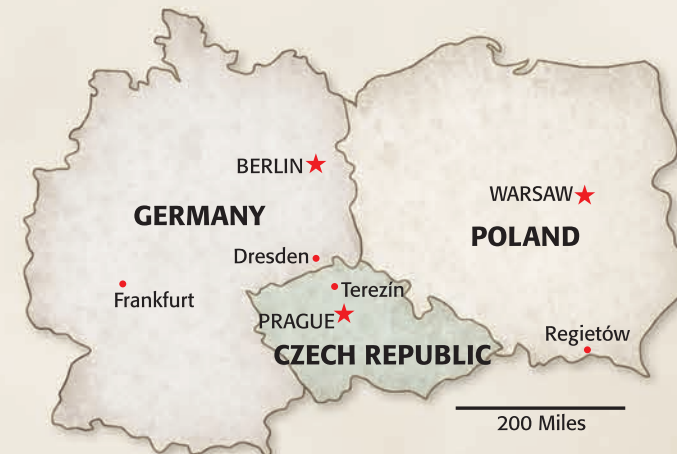 BERLIN
WARSAW
GERMANY
POLAND
Dresden
Terezín
Frankfurt
PRAGUE
Regietów
CZECH REPUBLIC
200 Miles